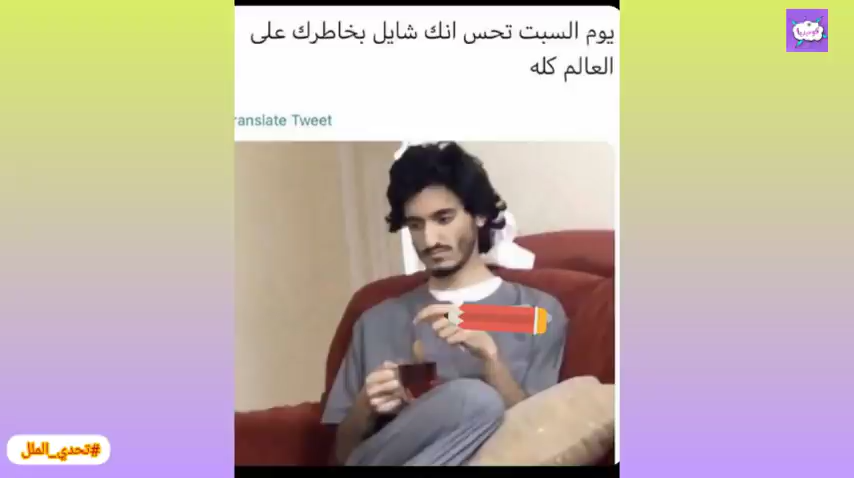 يوم السبت تحس انك شايل بخاطرك على
العالم كله
ranslate Tweet
#تحدي_الملل